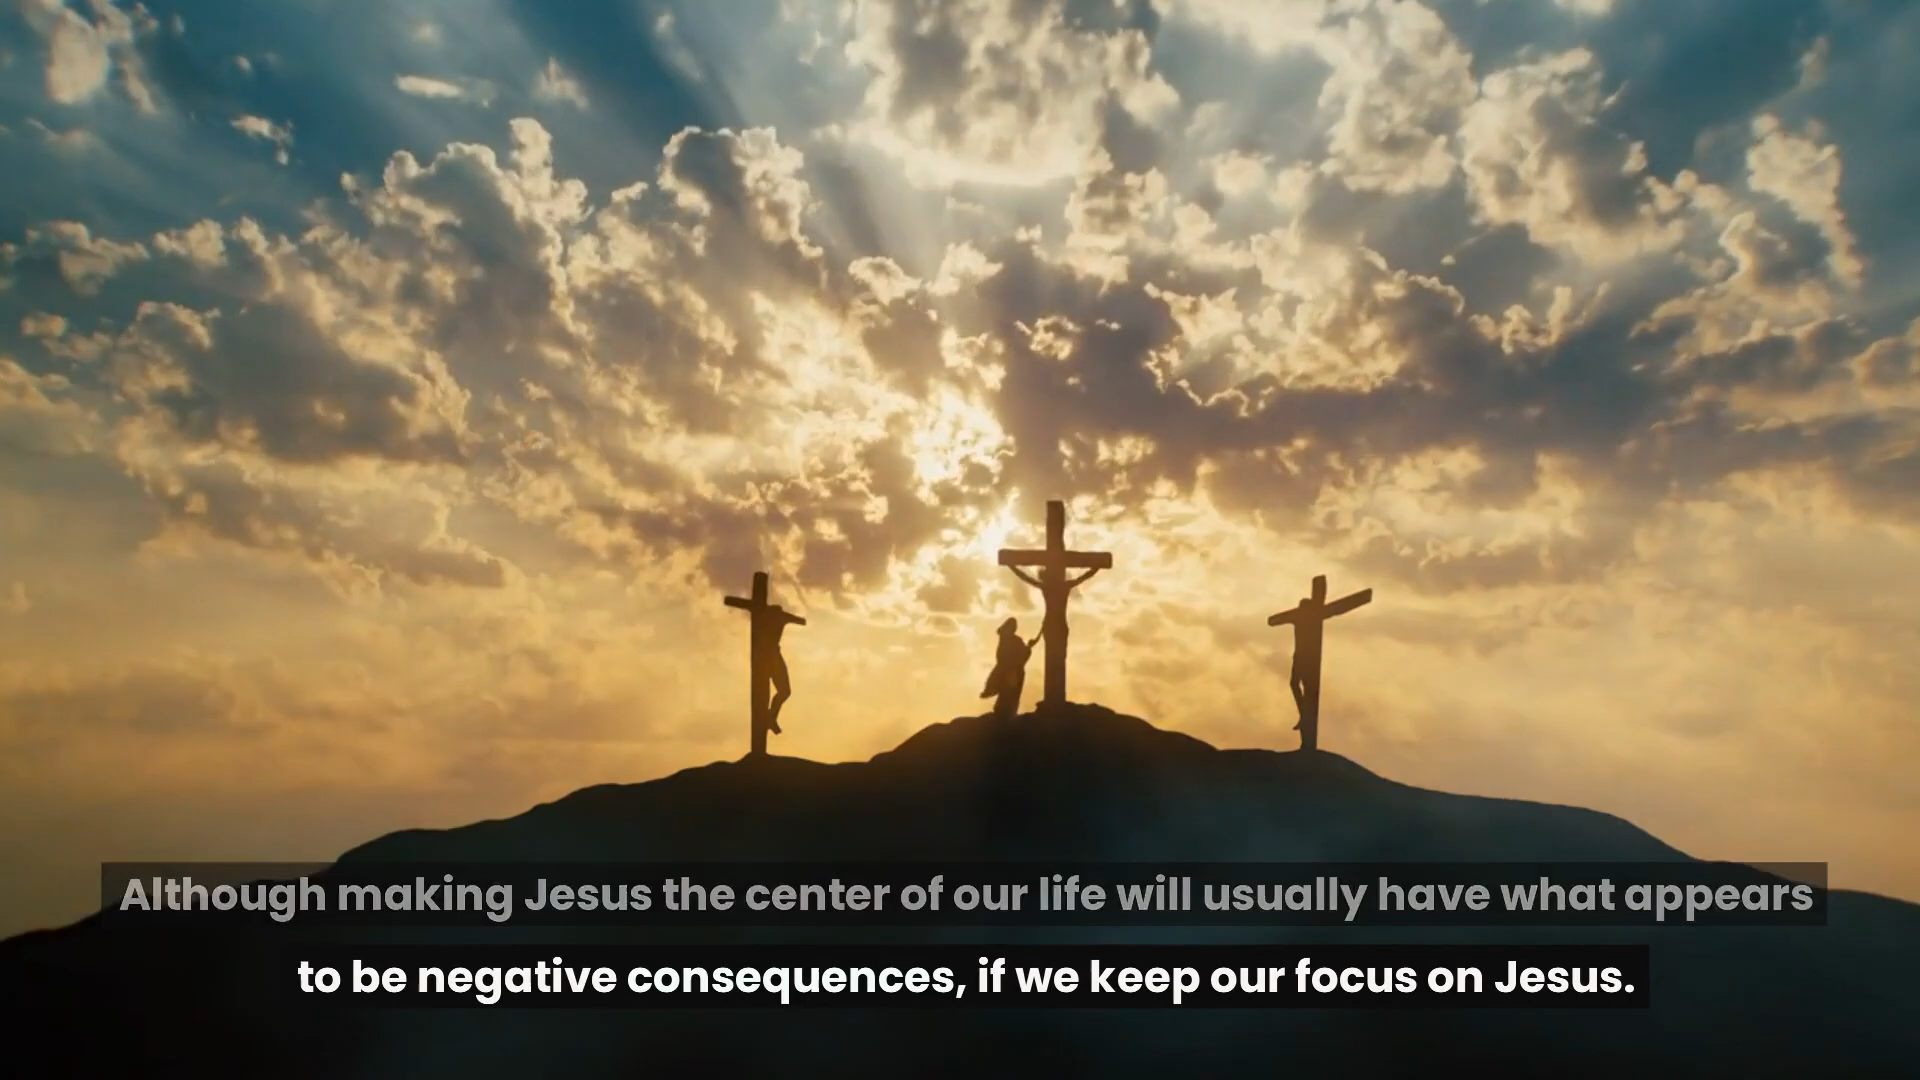 Although making Jesus the center of our life will usually have what appears
to be negative consequences, if we keep our focus on Jesus.